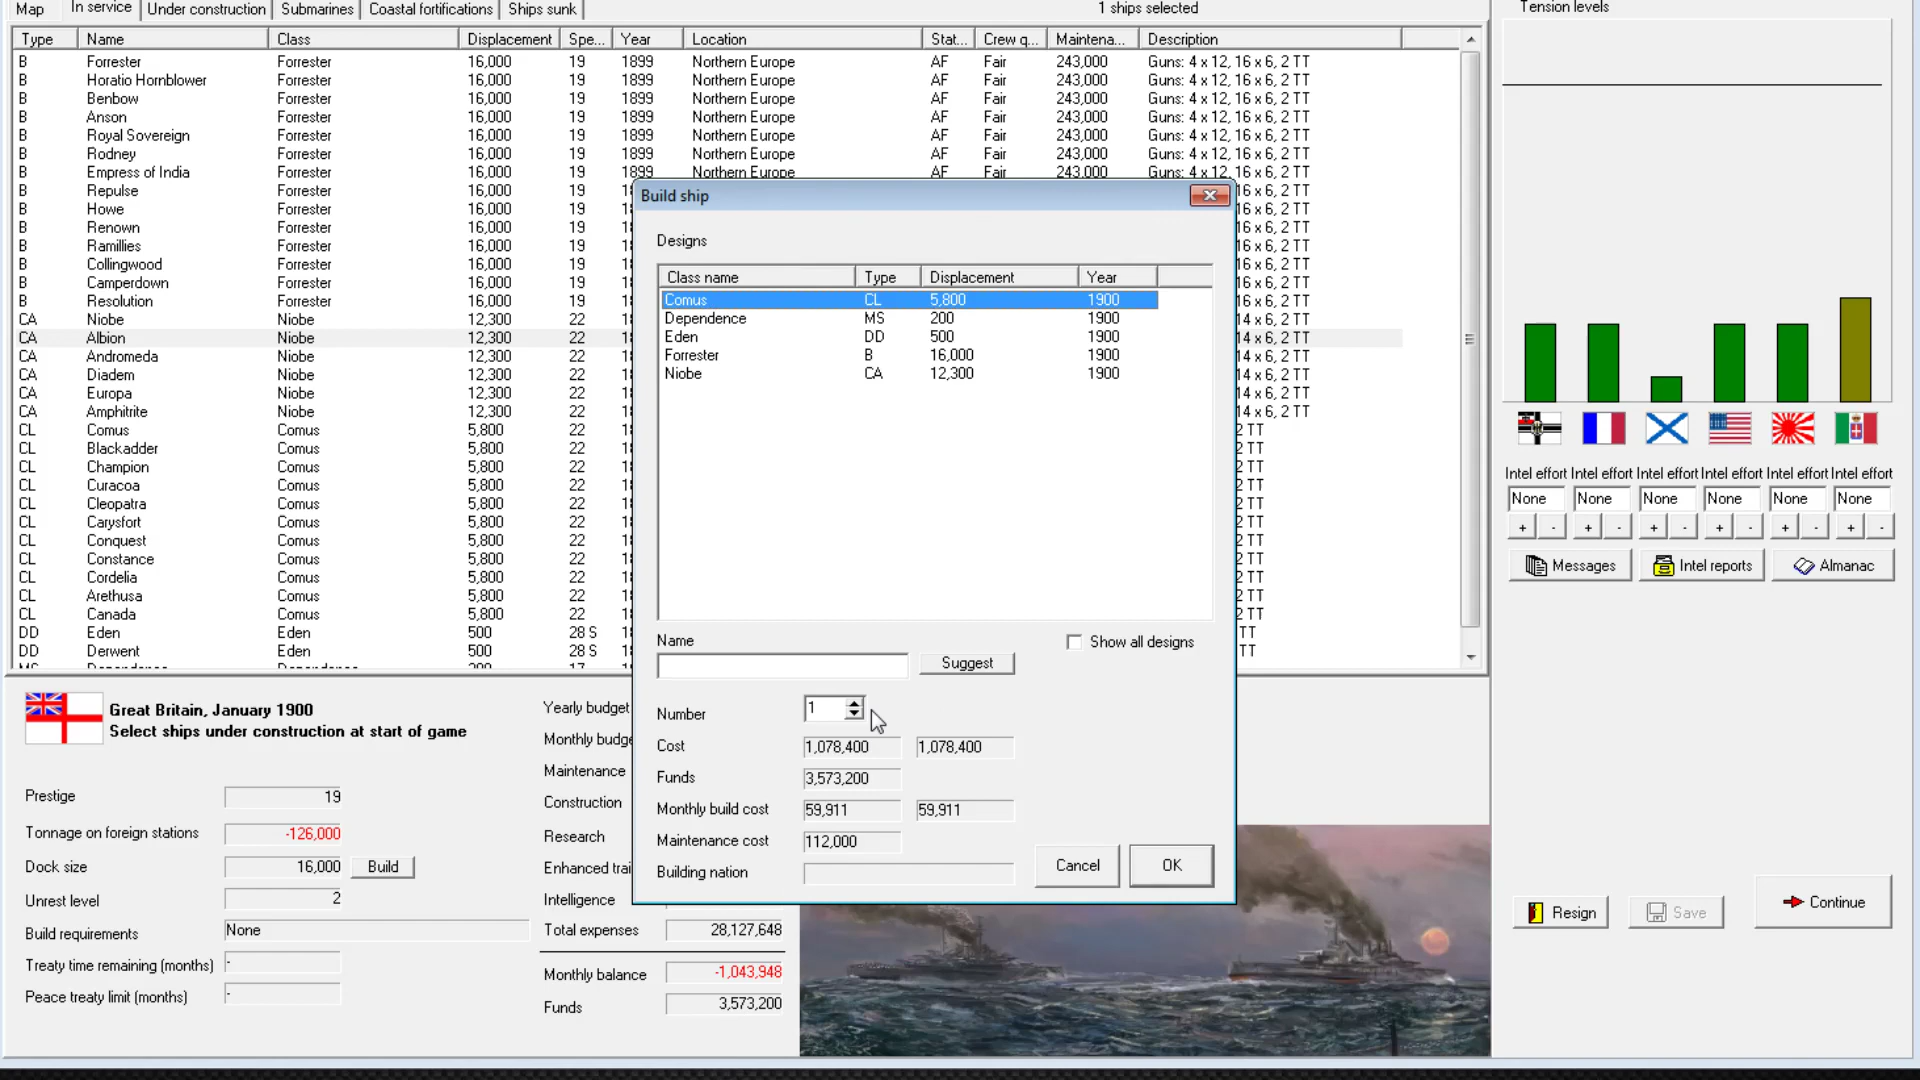 Map In service Under construction Submarines Coastal fortifications Ships sunk 1 ships selected Tension levels
Type Name Class Displacement Spe... Year Location Stat... Crew q... Maintena... Description
B Forrester Forrester 16,000 19 1899 Northern Europe AF Fair 243,000 Guns: 4 x 12, 16 x 6, 2 TT
B Horatio Hornblower Forrester 16,000 19 1899 Northern Europe AF Fair 243,000 Guns: 4 x 12, 16 x 6, 2 TT
B Benbow Forrester 16,000 19 1899 Northern Europe AF Fair 243,000 Guns: 4 x 12, 16 x 6, 2 TT
B Anson Forrester 16,000 19 1899 Northern Europe AF Fair 243,000 Guns: 4 x 12, 16 x 6, 2 TT
B Royal Sovereign Forrester 16,000 19 1899 Northern Europe AF Fair 243,000 Guns: 4 x 12, 16 x 6, 2 TT
B Rodney Forrester 16,000 19 1899 Northern Europe AF Fair 243,000 Guns: 4 x 12, 16 x 6, 2 TT
B Empress of India Forrester 16,000 19 1899 Northern Europe AF Fair 243,000 Guns: 4 x 12, 16 x 6, 2 TT
B Repulse Forrester 16,000 19 16 x 6, 2 TT
B Howe Forrester 16,000 19 16 x 6, 2 TT
B Renown Forrester 16,000 19 16 x 6, 2 TT
B Ramillies Forrester 16,000 19 16 x 6, 2 TT
B Collingwood Forrester 16,000 19 16 x 6, 2 TT
B Camperdown Forrester 16,000 19 16 x 6, 2 TT
B Resolution Forrester 16,000 19 16 x 6, 2 TT
CA Niobe Niobe 12,300 22 14 x 6, 2 TT
CA Albion Niobe 12,300 22 14 x 6, 2 TT
CA Andromeda Niobe 12,300 22 14 x 6, 2 TT
CA Diadem Niobe 12,300 22 14 x 6, 2 TT
CA Europa Niobe 12,300 22 14 x 6, 2 TT
CA Amphitrite Niobe 12,300 22 14 x 6, 2 TT
CL Comus Comus 5,800 22 2 TT
CL Blackadder Comus 5,800 22 2 TT
CL Champion Comus 5,800 22 2 TT
CL Curacoa Comus 5,800 22 2 TT
CL Cleopatra Comus 5,800 22 2 TT
CL Carysfort Comus 5,800 22 2 TT
CL Conquest Comus 5,800 22 2 TT
CL Constance Comus 5,800 22 2 TT
CL Cordelia Comus 5,800 22 2 TT
CL Arethusa Comus 5,800 22 2 TT
CL Canada Comus 5,800 22 2 TT
DD Eden Eden 500 28 S TT
DD Derwent Eden 500 28 S TT
Build ship
Designs
Class name Type Displacement Year
Comus CL 5,800 1900
Dependence MS 200 1900
Eden DD 500 1900
Forrester B 16,000 1900
Niobe CA 12,300 1900
Name Show all designs
Suggest
Number 1
Cost 1,078,400 1,078,400
Funds 3,573,200
Monthly build cost 59,911 59,911
Maintenance cost 112,000
Building nation
Cancel OK
Great Britain, January 1900
Select ships under construction at start of game
Prestige 19
Tonnage on foreign stations -126,000
Dock size 16,000 Build
Unrest level 2
Build requirements None
Treaty time remaining (months) -
Peace treaty limit (months) -
Yearly budget
Monthly budge
Maintenance
Construction
Research
Enhanced trai
Intelligence
Total expenses 28,127,648
Monthly balance -1,043,948
Funds 3,573,200
Intel effort Intel effort Intel effort Intel effort Intel effort Intel effort
None None None None None None
+ - + - + - + - + - + -
Messages Intel reports Almanac
Resign Save Continue